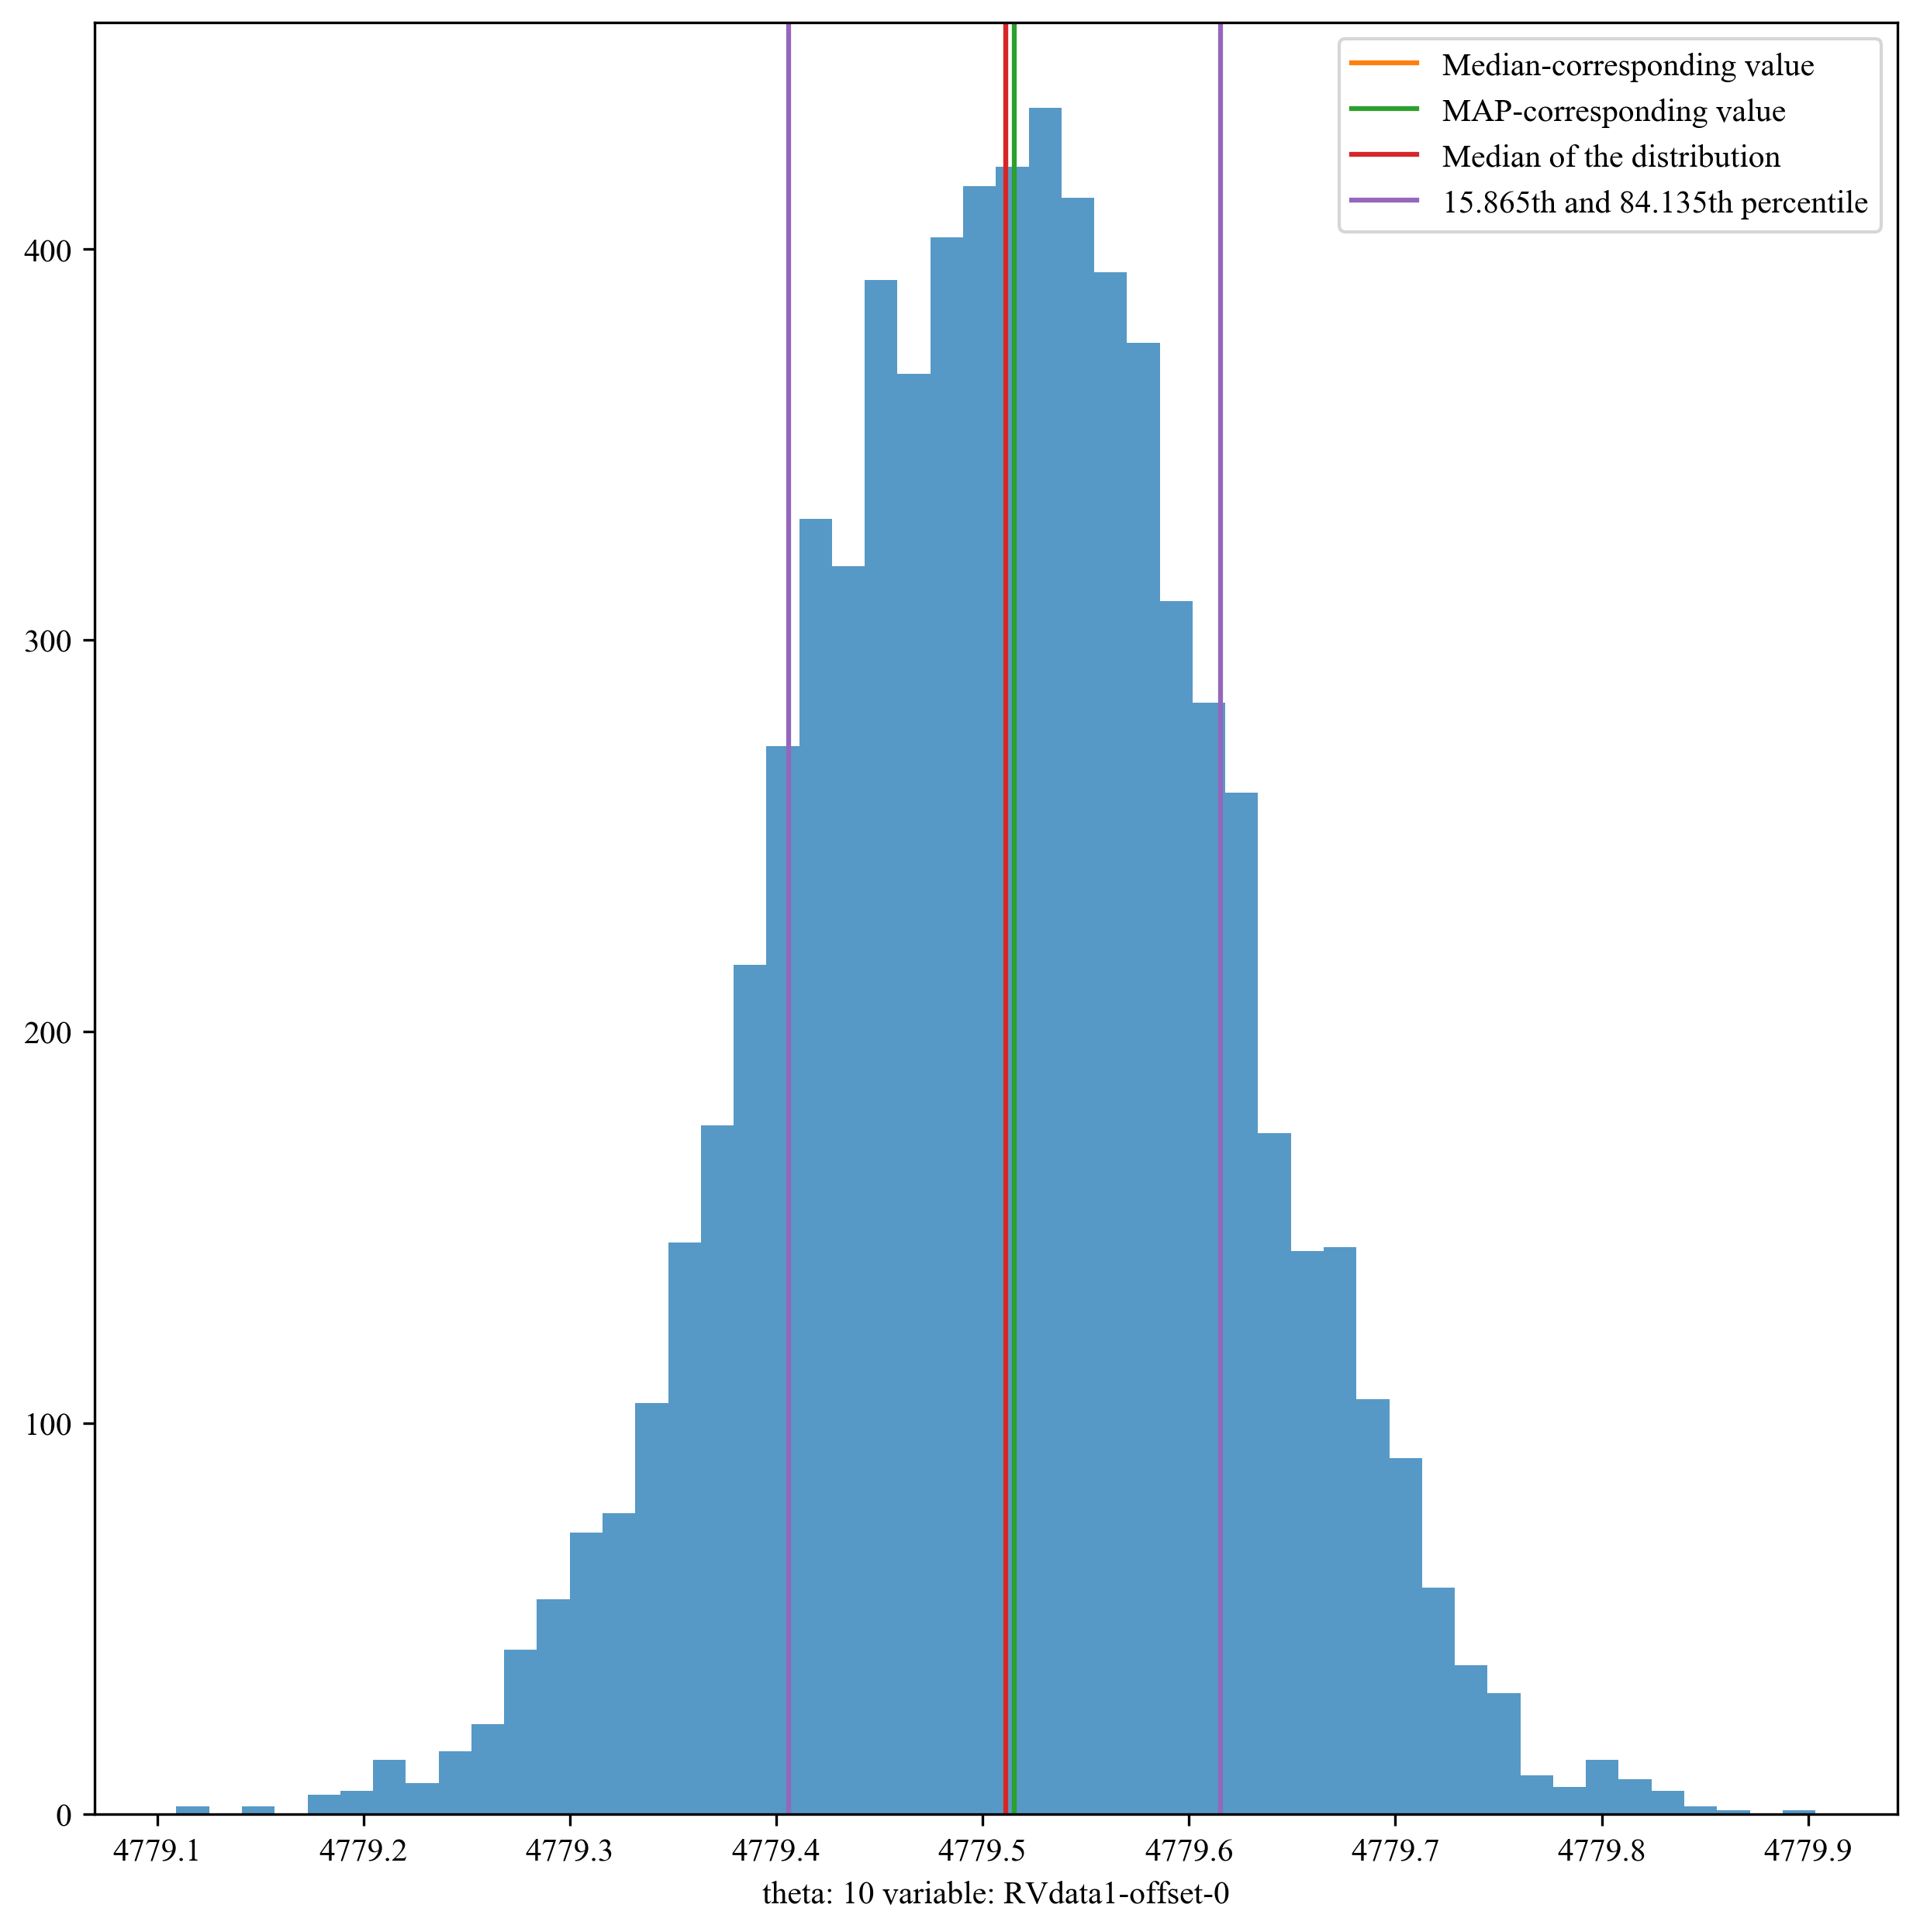 Median-corresponding value
MAP-corresponding value
Median of the distribution
15.865th and 84.135th percentile
400
300
200
100
0
4779.1 4779.2 4779.3 4779.4 4779.5 4779.6 4779.7 4779.8 4779.9
theta: 10 variable: RVdata1-offset-0